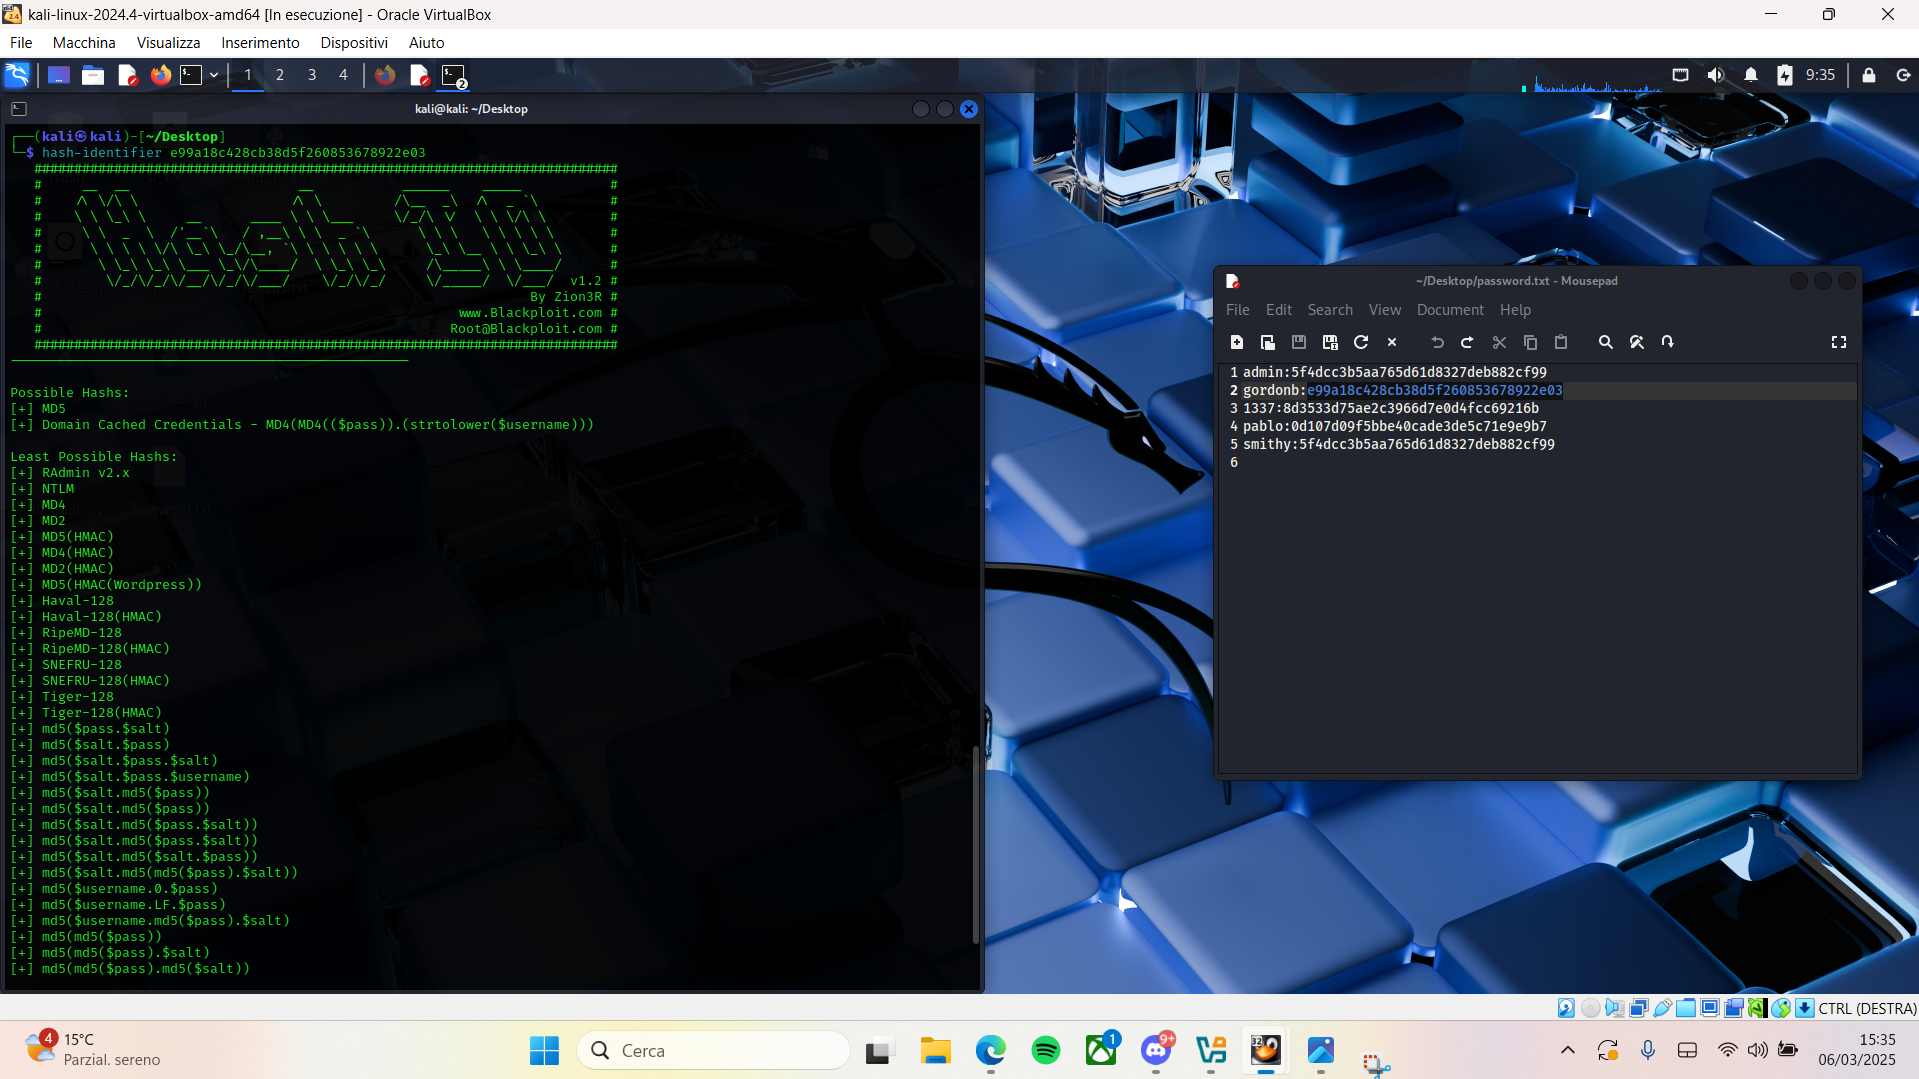 kali-linux-2024.4-virtualbox-amd64 [In esecuzione] - Oracle VirtualBox
File Macchina Visualizza Inserimento Dispositivi Aiuto
1 2 3 4 2 9:35
kali@kali: ~/Desktop
(kali㉿kali)-[~/Desktop]
$ hash-identifier e99a18c428cb38d5f260853678922e03
v1.2 #
By Zion3R #
www.Blackploit.com #
Root@Blackploit.com #
Possible Hashs:
[+] MD5
[+] Domain Cached Credentials - MD4(MD4(($pass)).(strtolower($username)))
Least Possible Hashs:
[+] RAdmin v2.x
[+] NTLM
[+] MD4
[+] MD2
[+] MD5(HMAC)
[+] MD4(HMAC)
[+] MD2(HMAC)
[+] MD5(HMAC(Wordpress))
[+] Haval-128
[+] Haval-128(HMAC)
[+] RipeMD-128
[+] RipeMD-128(HMAC)
[+] SNEFRU-128
[+] SNEFRU-128(HMAC)
[+] Tiger-128
[+] Tiger-128(HMAC)
[+] md5($pass.$salt)
[+] md5($salt.$pass)
[+] md5($salt.$pass.$salt)
[+] md5($salt.$pass.$username)
[+] md5($salt.md5($pass))
[+] md5($salt.md5($pass))
[+] md5($salt.md5($pass.$salt))
[+] md5($salt.md5($pass.$salt))
[+] md5($salt.md5($salt.$pass))
[+] md5($salt.md5(md5($pass).$salt))
[+] md5($username.0.$pass)
[+] md5($username.LF.$pass)
[+] md5($username.md5($pass).$salt)
[+] md5(md5($pass))
[+] md5(md5($pass).$salt)
[+] md5(md5($pass).md5($salt))
~/Desktop/password.txt - Mousepad
File Edit Search View Document Help
1 admin:5f4dcc3b5aa765d61d8327deb882cf99
2 gordonb:e99a18c428cb38d5f260853678922e03
3 1337:8d3533d75ae2c3966d7e0d4fcc69216b
4 pablo:0d107d09f5bbe40cade3de5c71e9e9b7
5 smithy:5f4dcc3b5aa765d61d8327deb882cf99
6
CTRL (DESTRA)
4 15°C
Parzial. sereno
Cerca
1
9+
32
15:35
06/03/2025